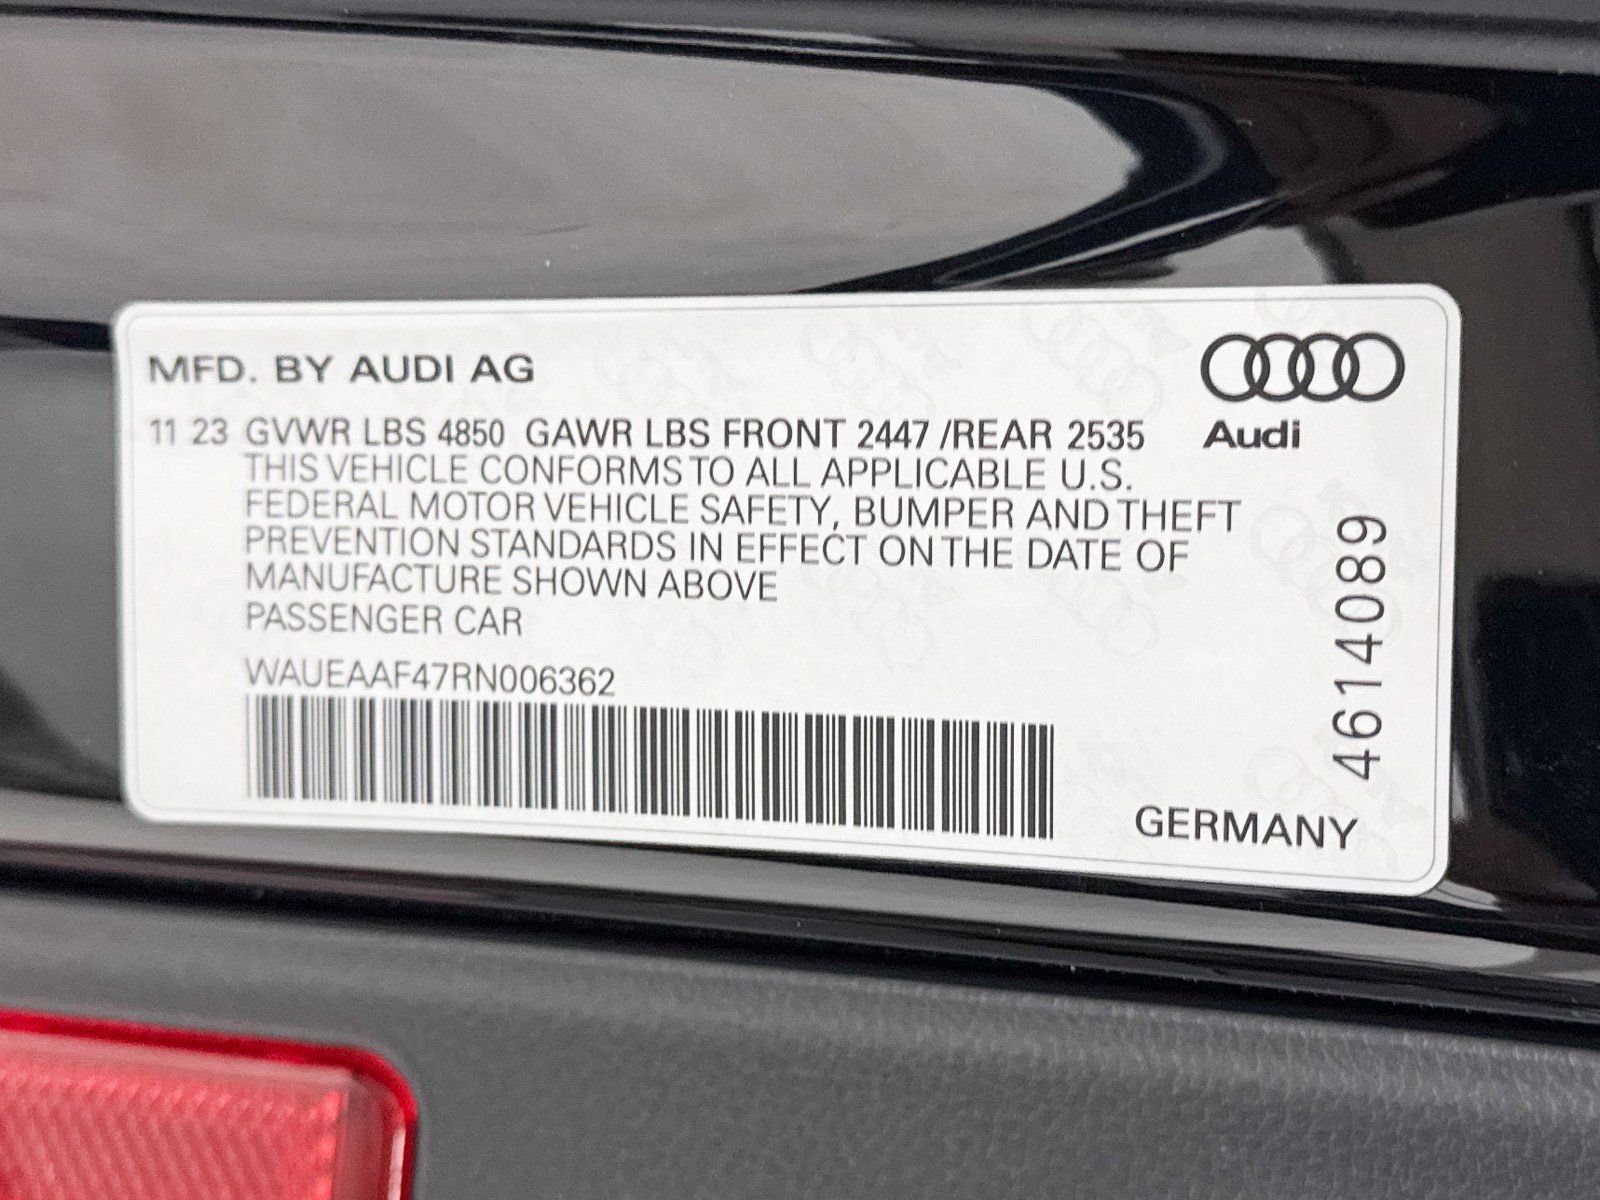 MFD. BY AUDI AG
11 23 GVWR LBS 4850 GAWR LBS FRONT 2447 /REAR 2535
THIS VEHICLE CONFORMS TO ALL APPLICABLE U.S.
FEDERAL MOTOR VEHICLE SAFETY, BUMPER AND THEFT
PREVENTION STANDARDS IN EFFECT ON THE DATE OF
MANUFACTURE SHOWN ABOVE
PASSENGER CAR
WAUEAAF47RN006362
Audi
4614089
GERMANY